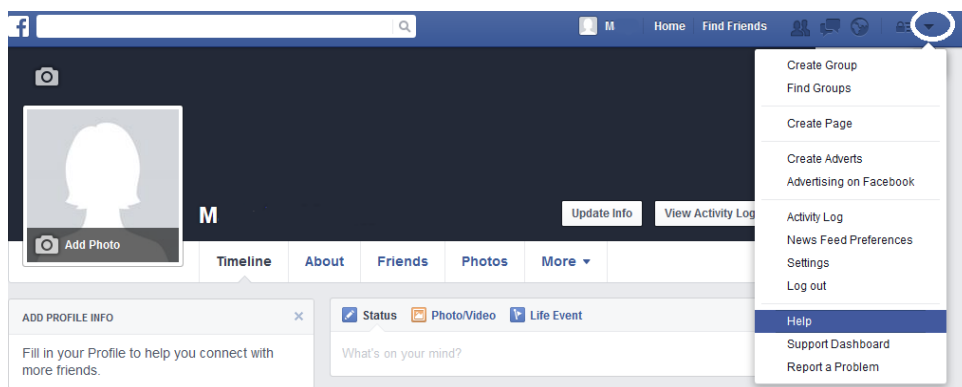 f
M Home Find Friends
Create Group
Find Groups
Create Page
Create Adverts
Advertising on Facebook
Activity Log
News Feed Preferences
Settings
Log out
Help
Support Dashboard
Report a Problem
M
Update Info View Activity Log
Add Photo
Timeline About Friends Photos More
ADD PROFILE INFO
Fill in your Profile to help you connect with
more friends.
Status Photo/Video Life Event
What's on your mind?